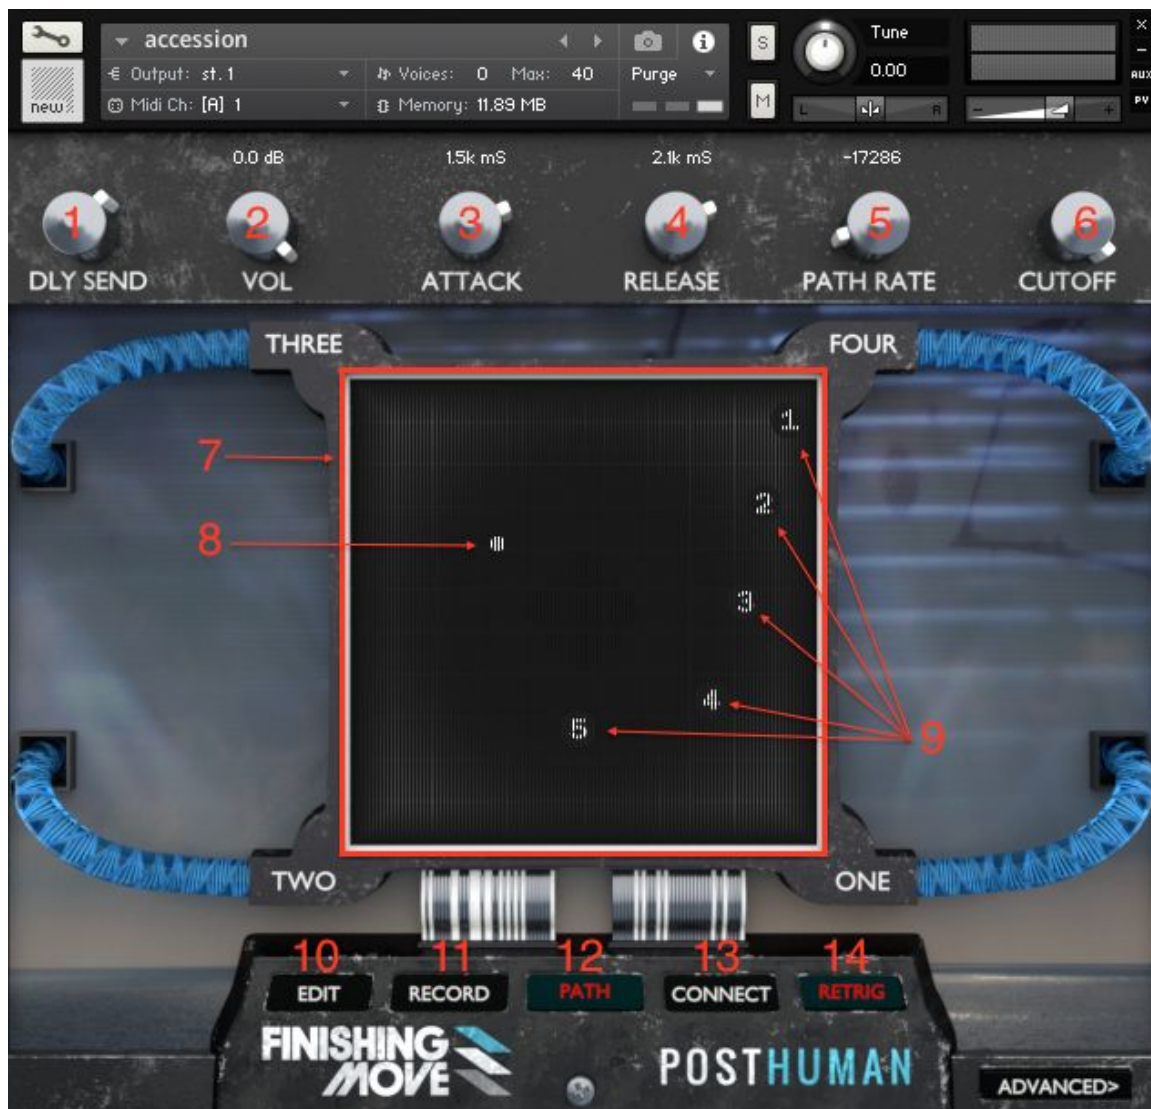 accession
Output: st. 1
Voices: 0 Max: 40
Purge
new
Midi Ch: [A] 1
Memory: 11.89 MB
S
M
Tune
0.00
L
R
-
+
×
-
AUX
PV
0.0 dB
1.5k mS
2.1k mS
-17286
1
2
3
4
5
6
DLY SEND
VOL
ATTACK
RELEASE
PATH RATE
CUTOFF
THREE
FOUR
1
7
2
8
3
4
5
9
TWO
ONE
10
11
12
13
14
EDIT
RECORD
PATH
CONNECT
RETRIG
FINISHING
MOVE
POSTHUMAN
ADVANCED>